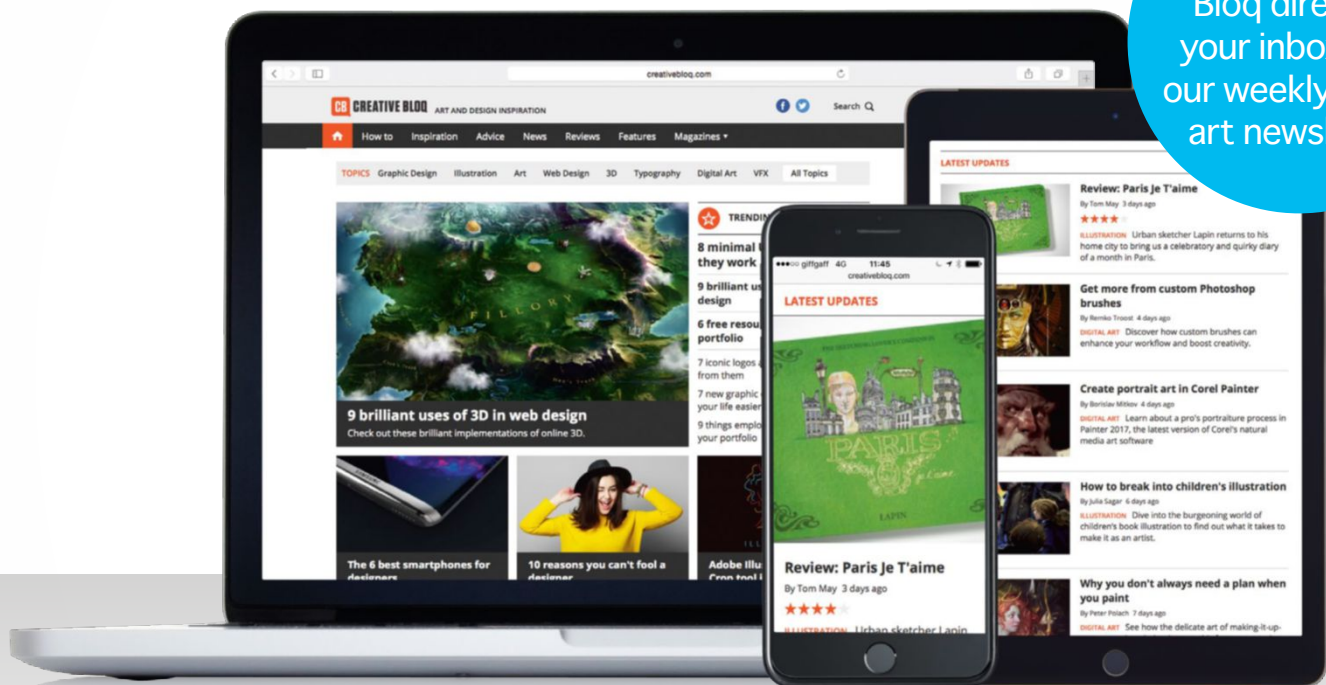 Bloq dire
your inbo
our weekly
art news
creativebloq.com
CB CREATIVE BLOQ ART AND DESIGN INSPIRATION
Search
How to Inspiration Advice News Reviews Features Magazines
TOPICS Graphic Design Illustration Art Web Design 3D Typography Digital Art VFX All Topics
FILLORY
9 brilliant uses of 3D in web design
Check out these brilliant implementations of online 3D.
TRENDIN
8 minimal
they work
9 brilliant us
design
6 free resou
portfolio
7 iconic logos
from them
7 new graphic
your life easier
9 things emplo
your portfolio
The 6 best smartphones for
designers
10 reasons you can't fool a
designer
Adobe Illu
Crop tool i
giffgaff 4G 11:45
creativebloq.com
LATEST UPDATES
PARIS
je t'aime
LAPIN
Review: Paris Je T'aime
By Tom May 3 days ago
ILLUSTRATION Urban sketcher Lapin
LATEST UPDATES
Review: Paris Je T'aime
By Tom May 3 days ago
ILLUSTRATION Urban sketcher Lapin returns to his
home city to bring us a celebratory and quirky diary
of a month in Paris.
Get more from custom Photoshop
brushes
By Remko Troost 4 days ago
DIGITAL ART Discover how custom brushes can
enhance your workflow and boost creativity.
Create portrait art in Corel Painter
By Borislav Mitkov 4 days ago
DIGITAL ART Learn about a pro's portraiture process in
Painter 2017, the latest version of Corel's natural
media art software
How to break into children's illustration
By Julia Sagar 6 days ago
ILLUSTRATION Dive into the burgeoning world of
children's book illustration to find out what it takes to
make it as an artist.
Why you don't always need a plan when
you paint
By Peter Polach 7 days ago
DIGITAL ART See how the delicate art of making-it-up-